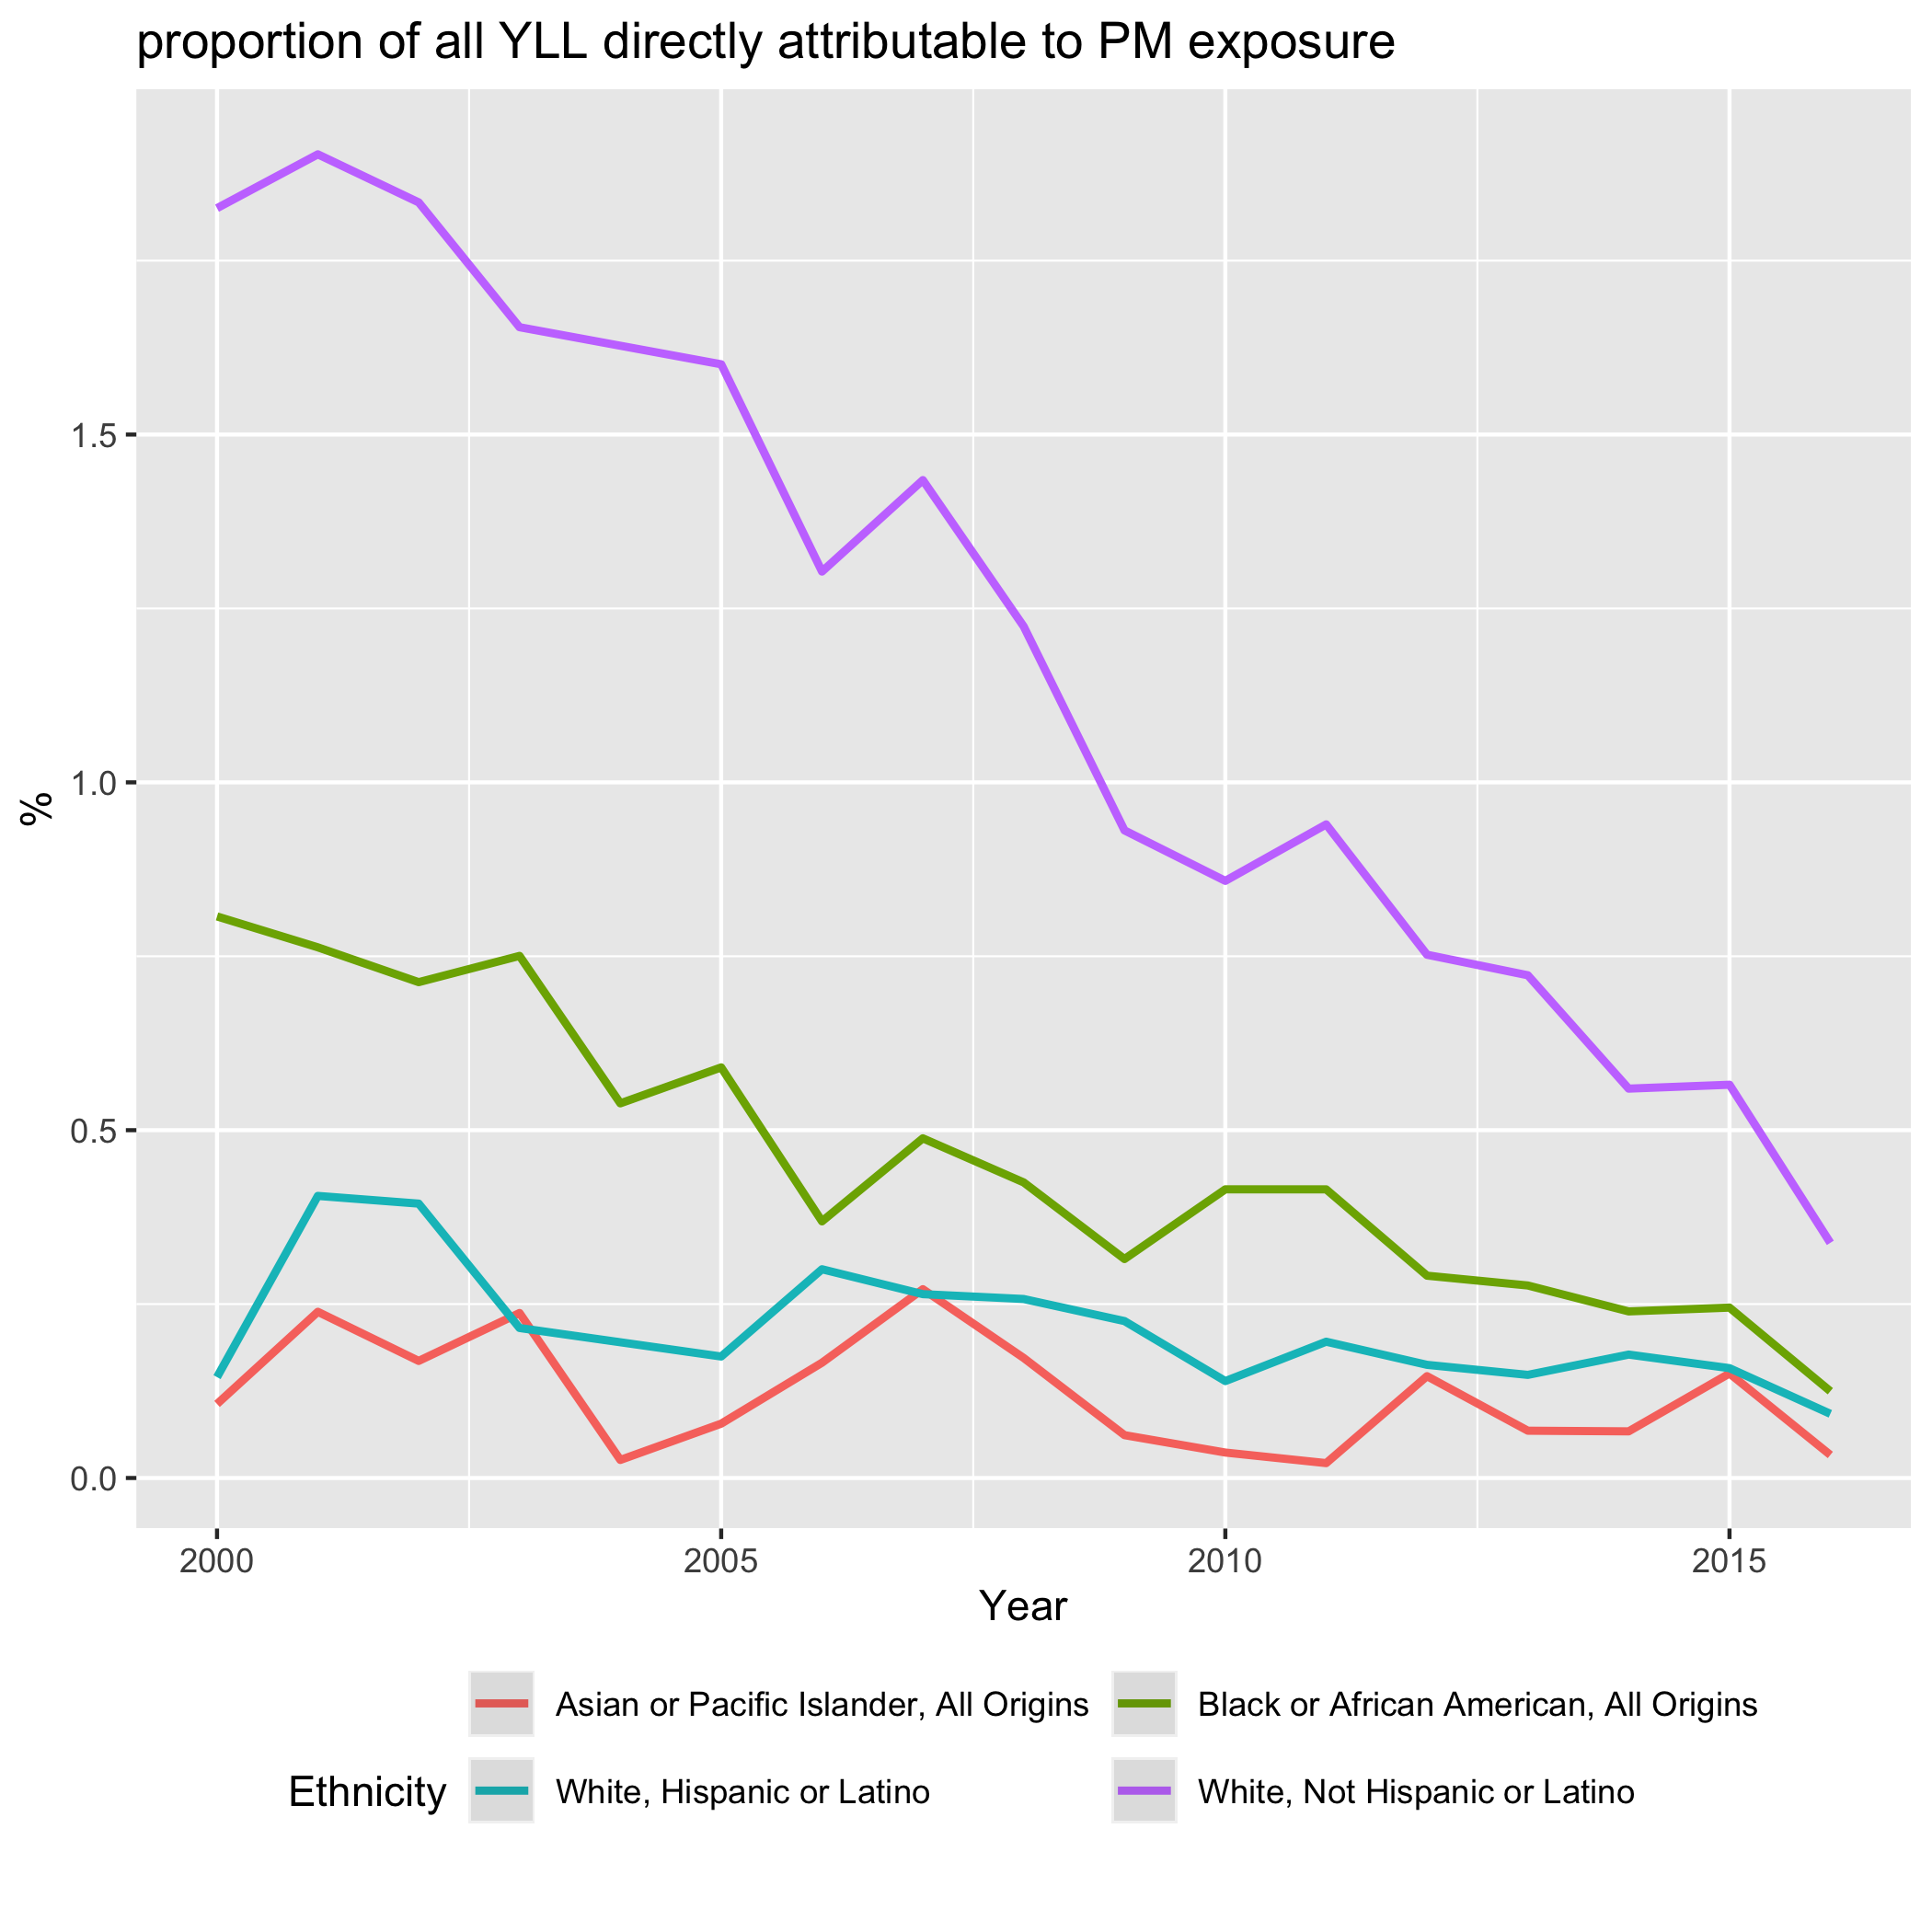 proportion of all YLL directly attributable to PM exposure
%
1.5
1.0
0.5
0.0
2000 2005 2010 2015
Year
Ethnicity
Asian or Pacific Islander, All Origins
Black or African American, All Origins
White, Hispanic or Latino
White, Not Hispanic or Latino